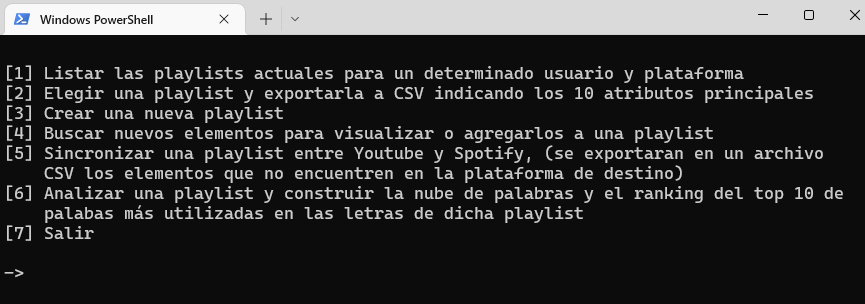 Windows PowerShell
[1] Listar las playlists actuales para un determinado usuario y plataforma
[2] Elegir una playlist y exportarla a CSV indicando los 10 atributos principales
[3] Crear una nueva playlist
[4] Buscar nuevos elementos para visualizar o agregarlos a una playlist
[5] Sincronizar una playlist entre Youtube y Spotify, (se exportaran en un archivo
CSV los elementos que no encuentren en la plataforma de destino)
[6] Analizar una playlist y construir la nube de palabras y el ranking del top 10 de
palabas más utilizadas en las letras de dicha playlist
[7] Salir
—>